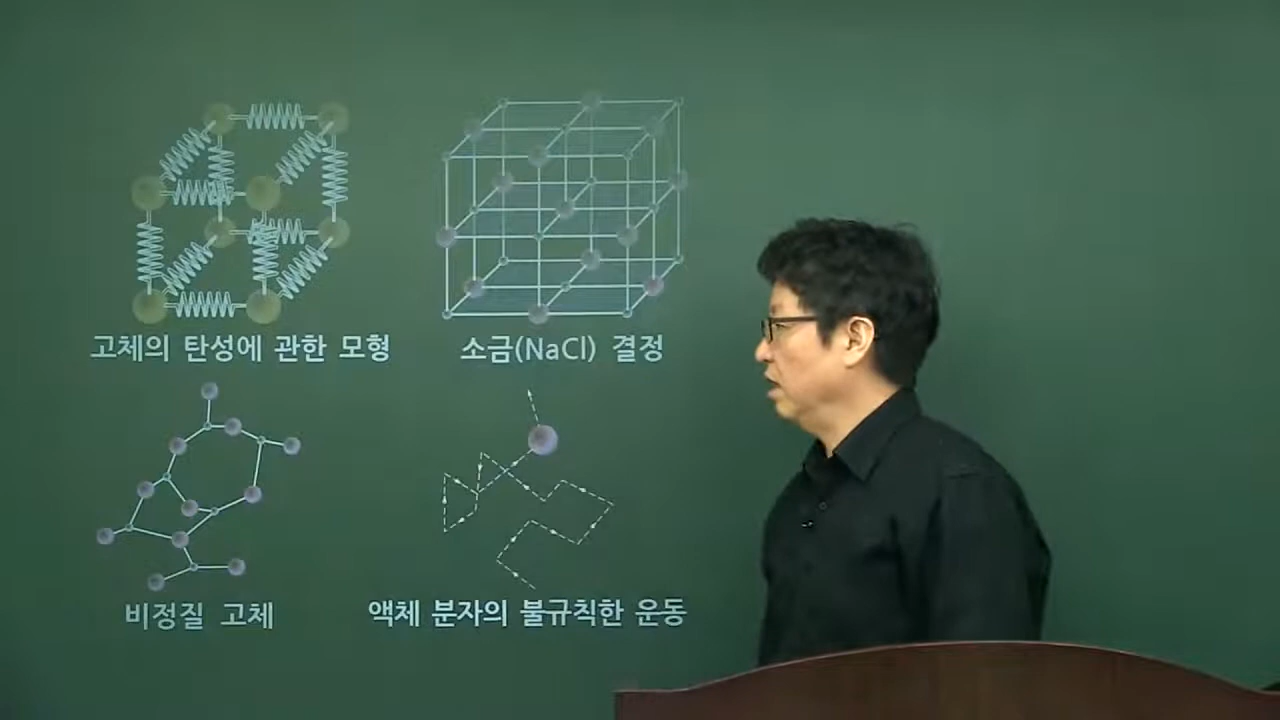 고체의 탄성에 관한 모형
소금(NaCl) 결정
비정질 고체
액체 분자의 불규칙한 운동